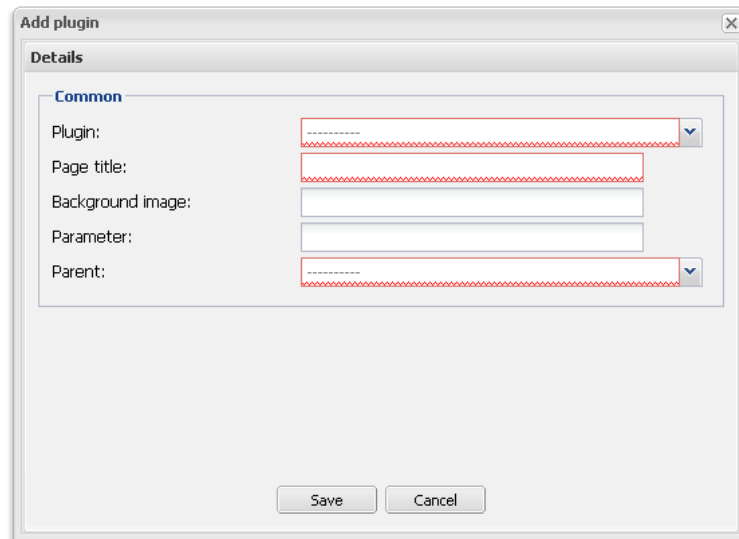 Add plugin
Details
Common
Plugin: ----------
Page title:
Background image:
Parameter:
Parent: ----------
Save Cancel